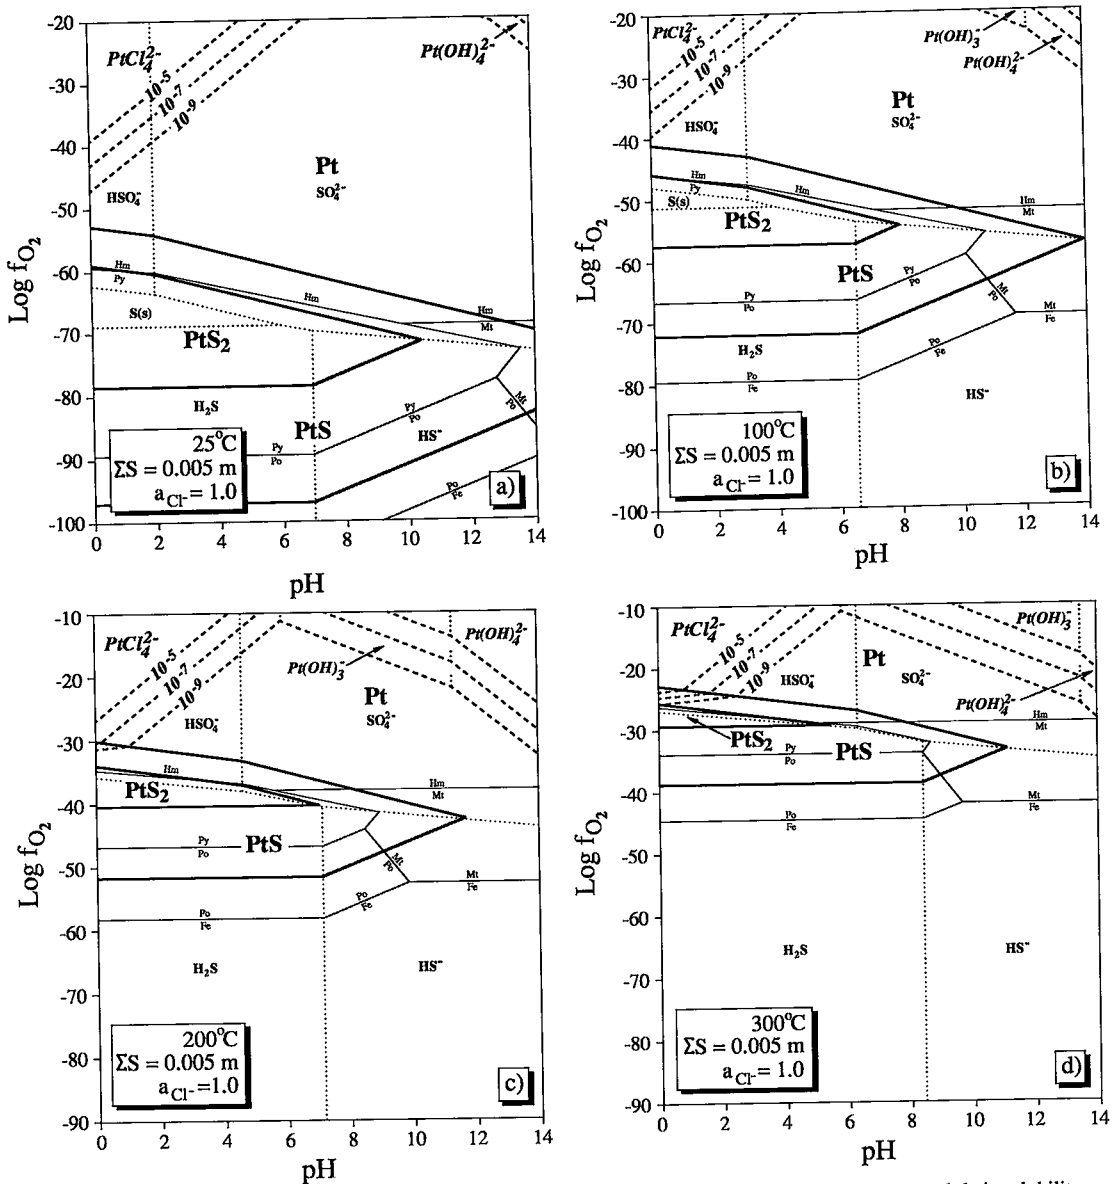 -20
-30
-40
-50
-60
-70
-80
-90
-100
Log fO2
0 2 4 6 8 10 12 14
pH
PtCl4^2-
10^-5
10^-7
10^-9
Pt(OH)4^2-
Pt
SO4^2-
HSO4^-
Hm
Py
Hm
S(s)
Hm
Mt
PtS2
H2S
PtS
Py
Po
HS^-
Mt
Po
Py
Po
Po
Fe
25°C
ΣS = 0.005 m
aCl- = 1.0
a)
-20
-30
-40
-50
-60
-70
-80
-90
-100
Log fO2
0 2 4 6 8 10 12 14
pH
PtCl4^2-
10^-5
10^-7
10^-9
Pt(OH)3^-
Pt(OH)4^2-
Pt
SO4^2-
HSO4^-
Hm
Py
Hm
S(s)
Hm
Mt
PtS2
PtS
Py
Po
Py
Po
Mt
Po
Mt
Fe
H2S
Po
Fe
Po
Fe
HS^-
100°C
ΣS = 0.005 m
aCl- = 1.0
b)
-10
-20
-30
-40
-50
-60
-70
-80
-90
Log fO2
0 2 4 6 8 10 12 14
pH
PtCl4^2-
10^-5
10^-7
10^-9
Pt(OH)3^-
Pt(OH)4^2-
Pt
SO4^2-
HSO4^-
Hm
PtS2
Hm
Mt
Py
Po
PtS
Mt
Po
Mt
Fe
Po
Fe
Po
Fe
H2S
HS^-
200°C
ΣS = 0.005 m
aCl- =1.0
c)
-10
-20
-30
-40
-50
-60
-70
-80
-90
Log fO2
0 2 4 6 8 10 12 14
pH
PtCl4^2-
10^-5
10^-7
10^-9
Pt(OH)3^-
Pt
SO4^2-
HSO4^-
Pt(OH)4^2-
Hm
Mt
PtS2
Py
Po
PtS
Mt
Fe
Po
Fe
H2S
HS^-
300°C
ΣS = 0.005 m
aCl- = 1.0
d)